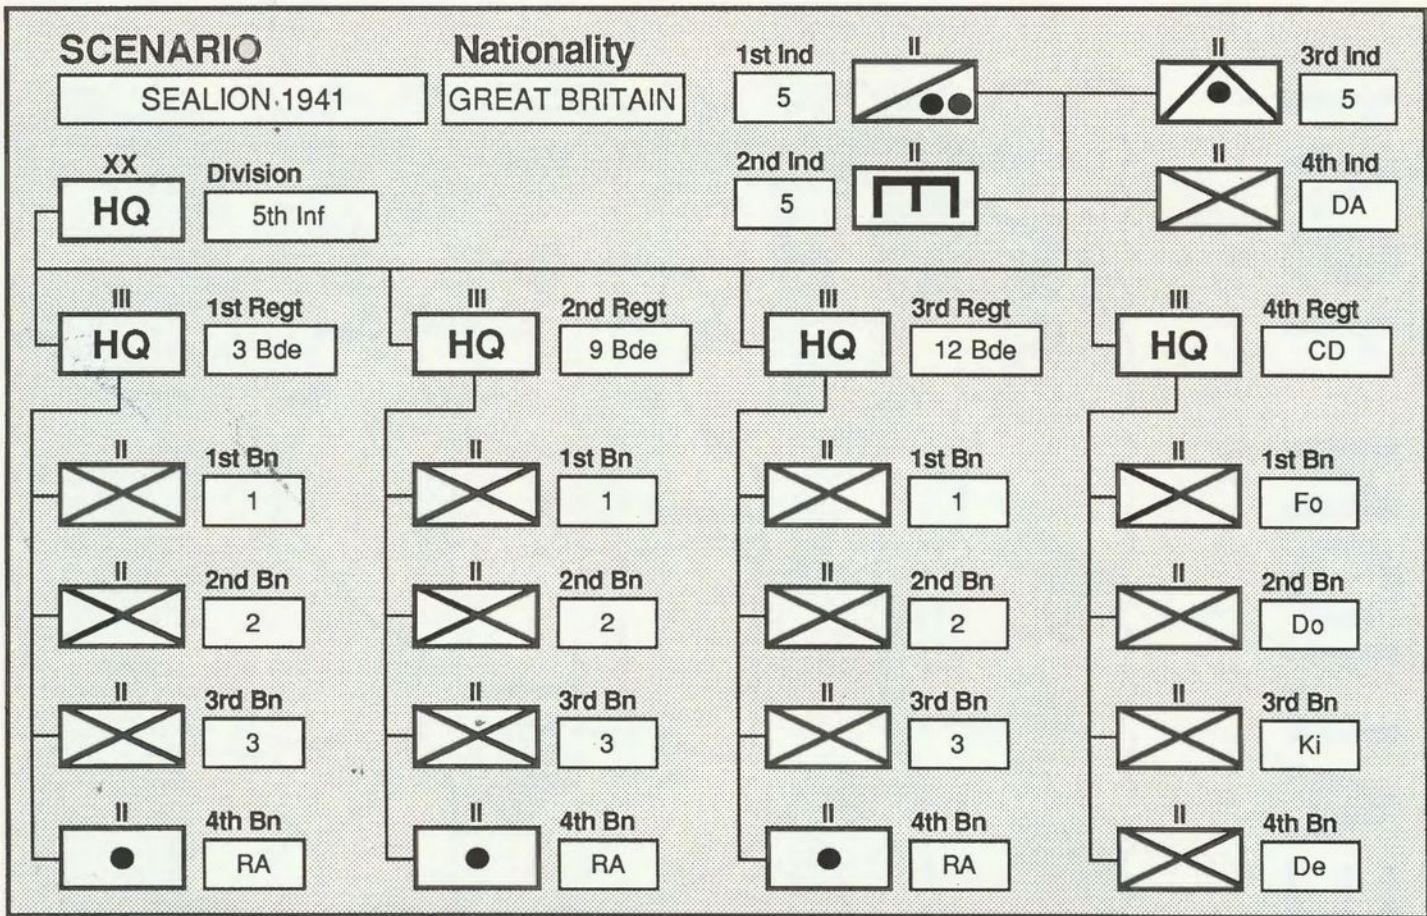 SCENARIO
SEALION 1941
Nationality
GREAT BRITAIN
1st Ind
5
II
II
3rd Ind
5
2nd Ind
5
II
II
4th Ind
DA
XX
HQ
Division
5th Inf
III
HQ
1st Regt
3 Bde
III
HQ
2nd Regt
9 Bde
III
HQ
3rd Regt
12 Bde
III
HQ
4th Regt
CD
II
1st Bn
1
II
1st Bn
1
II
1st Bn
1
II
1st Bn
Fo
II
2nd Bn
2
II
2nd Bn
2
II
2nd Bn
2
II
2nd Bn
Do
II
3rd Bn
3
II
3rd Bn
3
II
3rd Bn
3
II
3rd Bn
Ki
II
4th Bn
RA
II
4th Bn
RA
II
4th Bn
RA
II
4th Bn
De